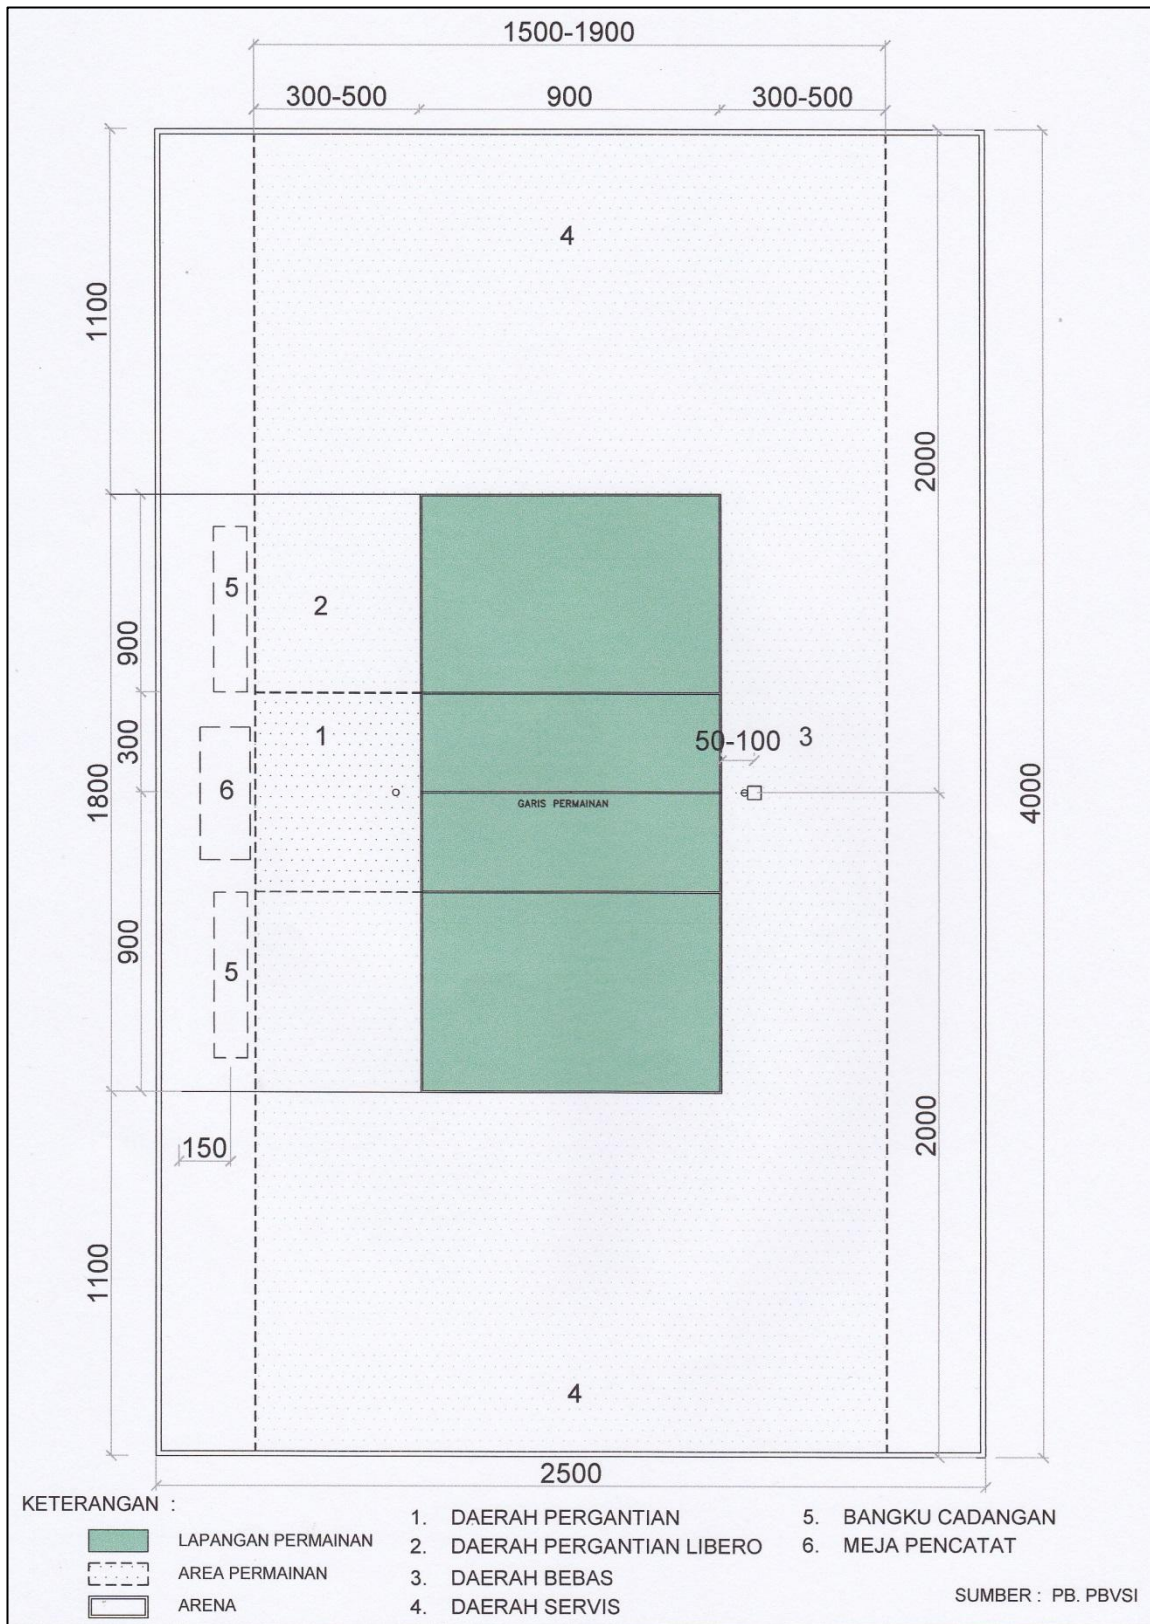 1500-1900
300-500
900
300-500
4
1100
2000
5
2
900
1
300
50-100
3
6
GARIS PERMAINAN
1800
4000
900
5
2000
150
1100
4
2500
KETERANGAN :
LAPANGAN PERMAINAN
AREA PERMAINAN
ARENA
1. DAERAH PERGANTIAN
2. DAERAH PERGANTIAN LIBERO
3. DAERAH BEBAS
4. DAERAH SERVIS
5. BANGKU CADANGAN
6. MEJA PENCATAT
SUMBER : PB. PBVSI